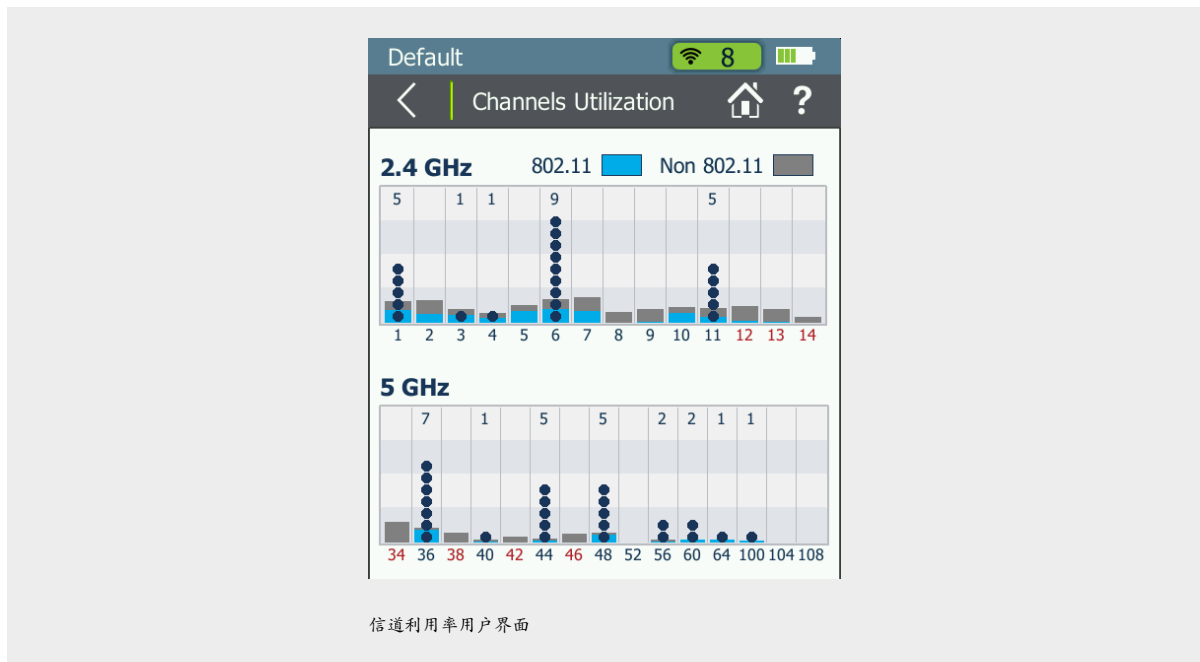 Default 8
Channels Utilization ?
2.4 GHz 802.11 Non 802.11
5 1 1 9 5
1 2 3 4 5 6 7 8 9 10 11 12 13 14
5 GHz
7 1 5 5 2 2 1 1
34 36 38 40 42 44 46 48 52 56 60 64 100 104 108
信道利用率用户界面